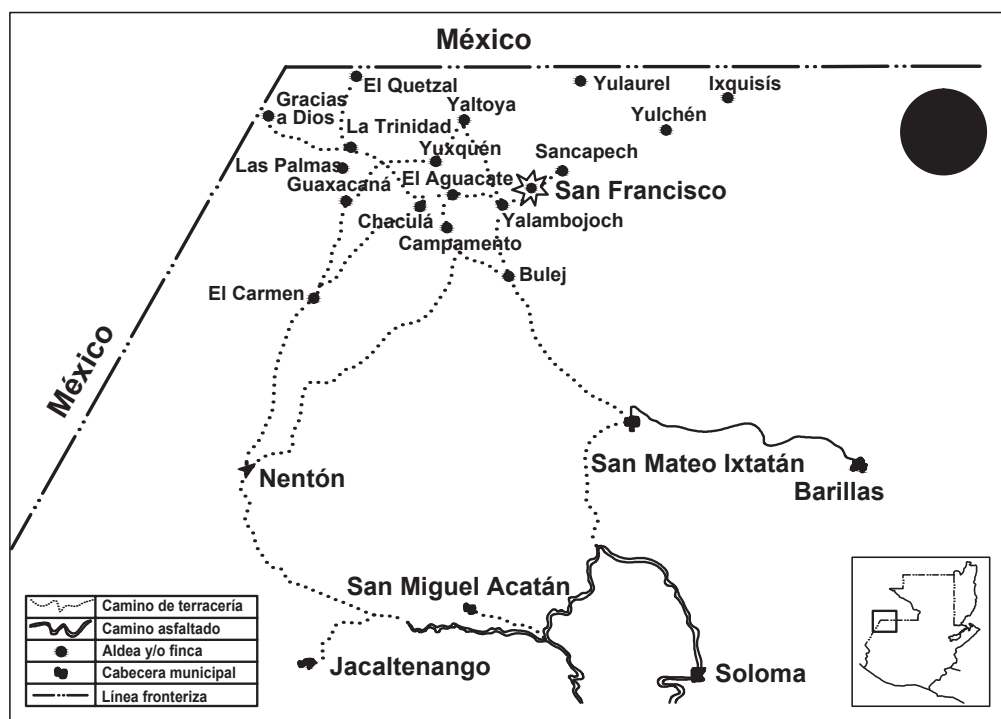 México
El Quetzal
Yulaurel
Ixquisís
Gracias
a Dios
Yaltoya
Yulchén
La Trinidad
Yuxquén
Sancapech
Las Palmas
El Aguacate
San Francisco
Guaxacaná
Chaculá
Yalambojoch
Campamento
Bulej
El Carmen
México
San Mateo Ixtatán
Nentón
Barillas
San Miguel Acatán
Jacaltenango
Soloma
Camino de terracería
Camino asfaltado
Aldea y/o finca
Cabecera municipal
Línea fronteriza